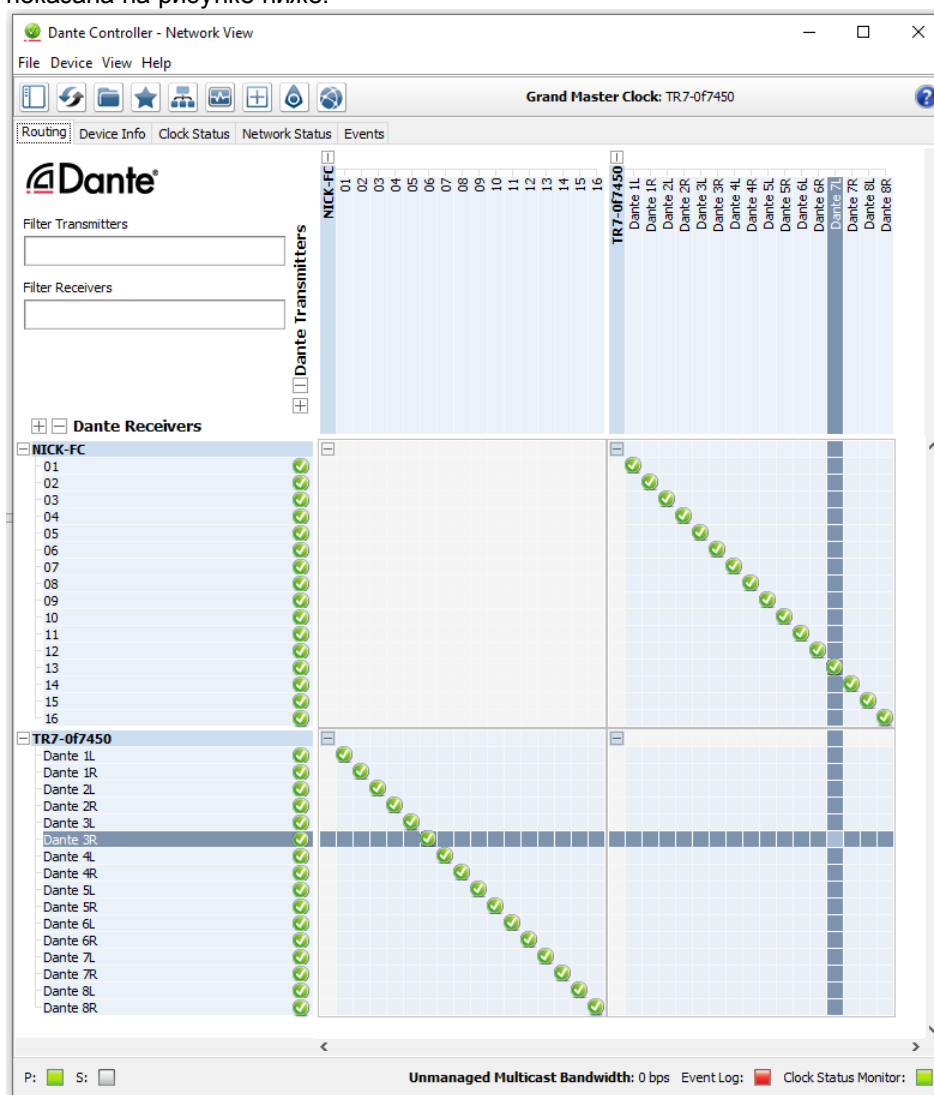 показана на рисунке ниже.
Dante Controller - Network View
File Device View Help
Grand Master Clock: TR7-0f7450
?
Routing Device Info Clock Status Network Status Events
Dante
Filter Transmitters
Filter Receivers
Dante Transmitters
NICK-FC
01
02
03
04
05
06
07
08
09
10
11
12
13
14
15
16
TR7-0f7450
Dante 1L
Dante 1R
Dante 2L
Dante 2R
Dante 3L
Dante 3R
Dante 4L
Dante 4R
Dante 5L
Dante 5R
Dante 6L
Dante 6R
Dante 7L
Dante 7R
Dante 8L
Dante 8R
Dante Receivers
NICK-FC
01
02
03
04
05
06
07
08
09
10
11
12
13
14
15
16
TR7-0f7450
Dante 1L
Dante 1R
Dante 2L
Dante 2R
Dante 3L
Dante 3R
Dante 4L
Dante 4R
Dante 5L
Dante 5R
Dante 6L
Dante 6R
Dante 7L
Dante 7R
Dante 8L
Dante 8R
P: S: Unmanaged Multicast Bandwidth: 0 bps Event Log: Clock Status Monitor: